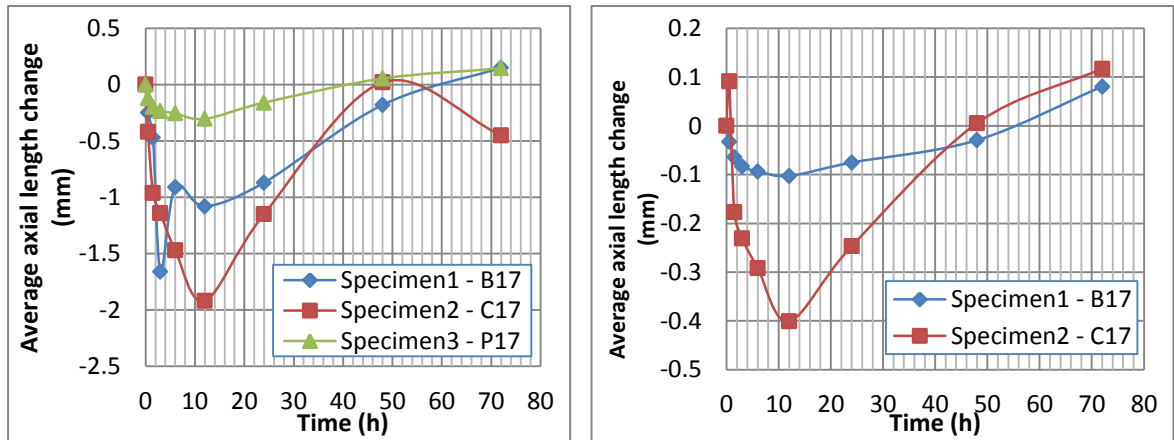 Average axial length change
(mm)
0.5
0
-0.5
-1
-1.5
-2
-2.5
0 10 20 30 40 50 60 70 80
Time (h)
Specimen1 - B17
Specimen2 - C17
Specimen3 - P17
Average axial length change
(mm)
0.2
0.1
0
-0.1
-0.2
-0.3
-0.4
-0.5
0 10 20 30 40 50 60 70 80
Time (h)
Specimen1 - B17
Specimen2 - C17